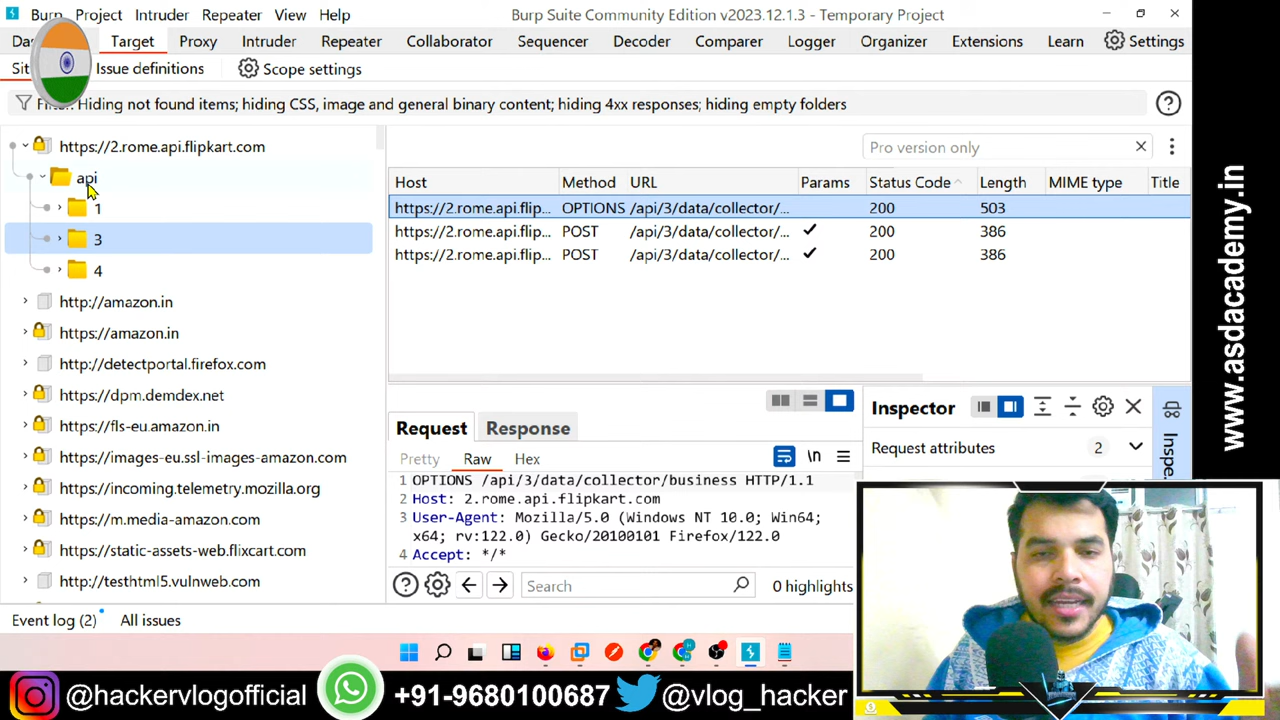 Burp Project Intruder Repeater View Help Burp Suite Community Edition v2023.12.1.3 - Temporary Project
Target Proxy Intruder Repeater Collaborator Sequencer Decoder Comparer Logger Organizer Extensions Learn Settings
Issue definitions Scope settings
Hiding not found items; hiding CSS, image and general binary content; hiding 4xx responses; hiding empty folders
https://2.rome.api.flipkart.com
api
1
3
4
http://amazon.in
https://amazon.in
http://detectportal.firefox.com
https://dpm.demdex.net
https://fls-eu.amazon.in
https://images-eu.ssl-images-amazon.com
https://incoming.telemetry.mozilla.org
https://m.media-amazon.com
https://static-assets-web.flixcart.com
http://testhtml5.vulnweb.com
Pro version only
Host Method URL Params Status Code Length MIME type Title
https://2.rome.api.flip... OPTIONS /api/3/data/collector/... 200 503
https://2.rome.api.flip... POST /api/3/data/collector/... ✓ 200 386
https://2.rome.api.flip... POST /api/3/data/collector/... ✓ 200 386
Request Response
Pretty Raw Hex \n
1 OPTIONS /api/3/data/collector/business HTTP/1.1
2 Host: 2.rome.api.flipkart.com
3 User-Agent: Mozilla/5.0 (Windows NT 10.0; Win64;
x64; rv:122.0) Gecko/20100101 Firefox/122.0
4 Accept: */*
Search 0 highlights
Inspector
Request attributes 2
Event log (2) All issues
@hackervlogofficial +91-9680100687 @vlog_hacker
www.asdacademy.in